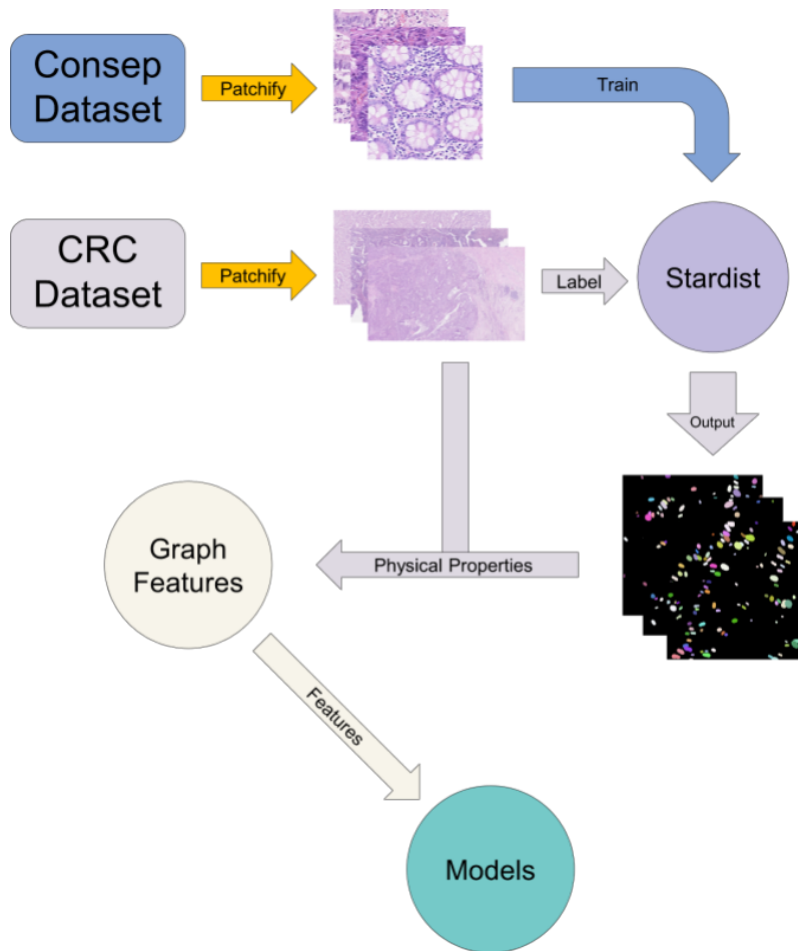 Consep
Dataset
Patchify
Train
CRC
Dataset
Patchify
Label
Stardist
Output
Graph
Features
Physical Properties
Features
Models